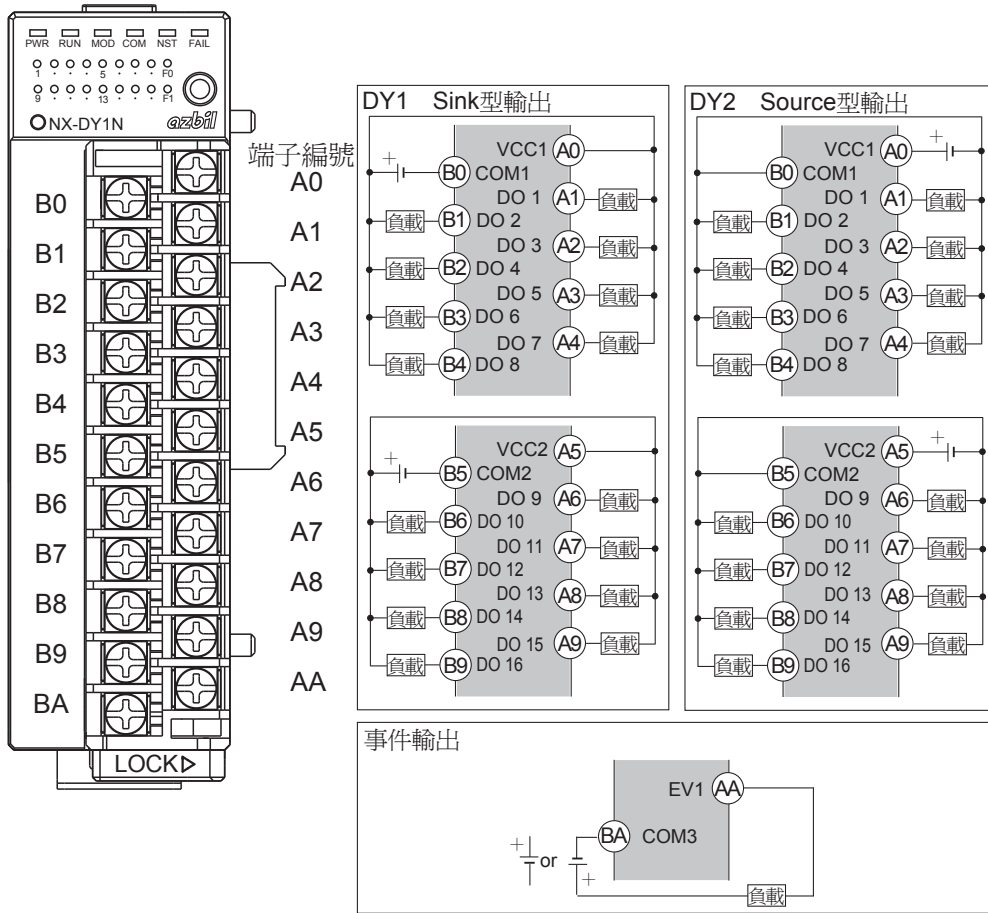 PWR RUN MOD COM NST FAIL
1 · · · 5 · · · F0
9 · · · 13 · · · F1
NX-DY1N azbil
端子編號
B0
B1
B2
B3
B4
B5
B6
B7
B8
B9
BA
A0
A1
A2
A3
A4
A5
A6
A7
A8
A9
AA
LOCK
DY1 Sink型輸出
VCC1 A0
+ B0 COM1
DO 1 A1 負載
負載 B1 DO 2
DO 3 A2 負載
負載 B2 DO 4
DO 5 A3 負載
負載 B3 DO 6
DO 7 A4 負載
負載 B4 DO 8
VCC2 A5
+ B5 COM2
DO 9 A6 負載
負載 B6 DO 10
DO 11 A7 負載
負載 B7 DO 12
DO 13 A8 負載
負載 B8 DO 14
DO 15 A9 負載
負載 B9 DO 16
DY2 Source型輸出
VCC1 A0 +
B0 COM1
DO 1 A1 負載
負載 B1 DO 2
DO 3 A2 負載
負載 B2 DO 4
DO 5 A3 負載
負載 B3 DO 6
DO 7 A4 負載
負載 B4 DO 8
VCC2 A5 +
B5 COM2
DO 9 A6 負載
負載 B6 DO 10
DO 11 A7 負載
負載 B7 DO 12
DO 13 A8 負載
負載 B8 DO 14
DO 15 A9 負載
負載 B9 DO 16
事件輸出
EV1 AA
BA COM3
+ or +
負載